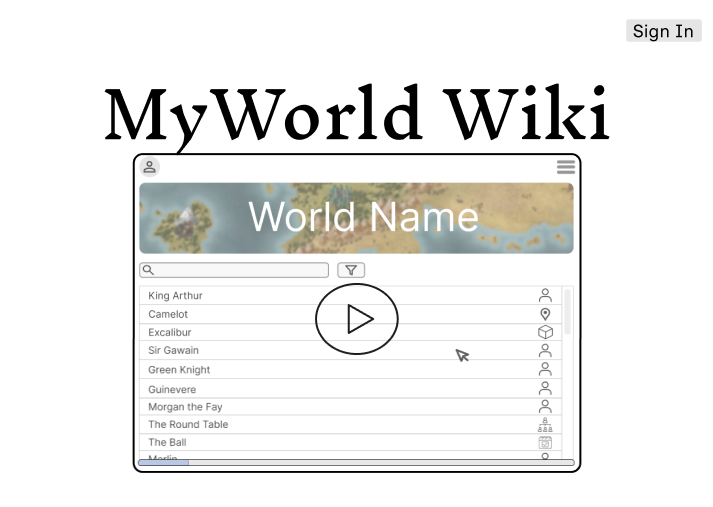 Sign In
MyWorld Wiki
World Name
King Arthur
Camelot
Excalibur
Sir Gawain
Green Knight
Guinevere
Morgan the Fay
The Round Table
The Ball
Merlin